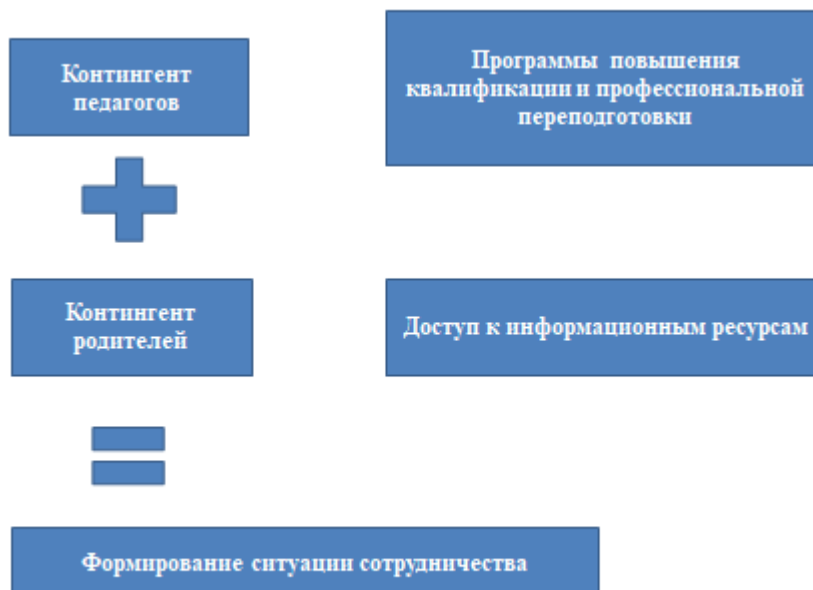 Контингент
педагогов
Программы повышения
квалификации и профессиональной
переподготовки
Контингент
родителей
Доступ к информационным ресурсам
Формирование ситуации сотрудничества